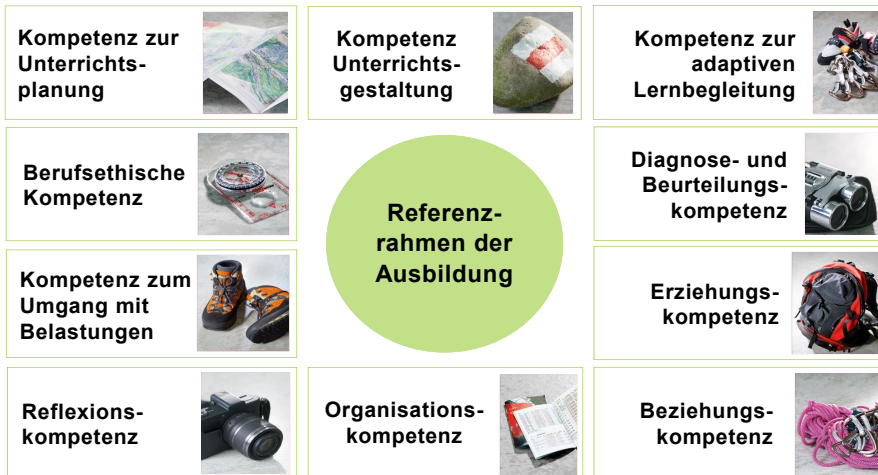 Kompetenz zur
Unterrichts-
planung
Kompetenz
Unterrichts-
gestaltung
Kompetenz zur
adaptiven
Lernbegleitung
Berufsethische
Kompetenz
Referenz-
rahmen der
Ausbildung
Diagnose- und
Beurteilungs-
kompetenz
Kompetenz zum
Umgang mit
Belastungen
Erziehungs-
kompetenz
Reflexions-
kompetenz
Organisations-
kompetenz
Beziehungs-
kompetenz